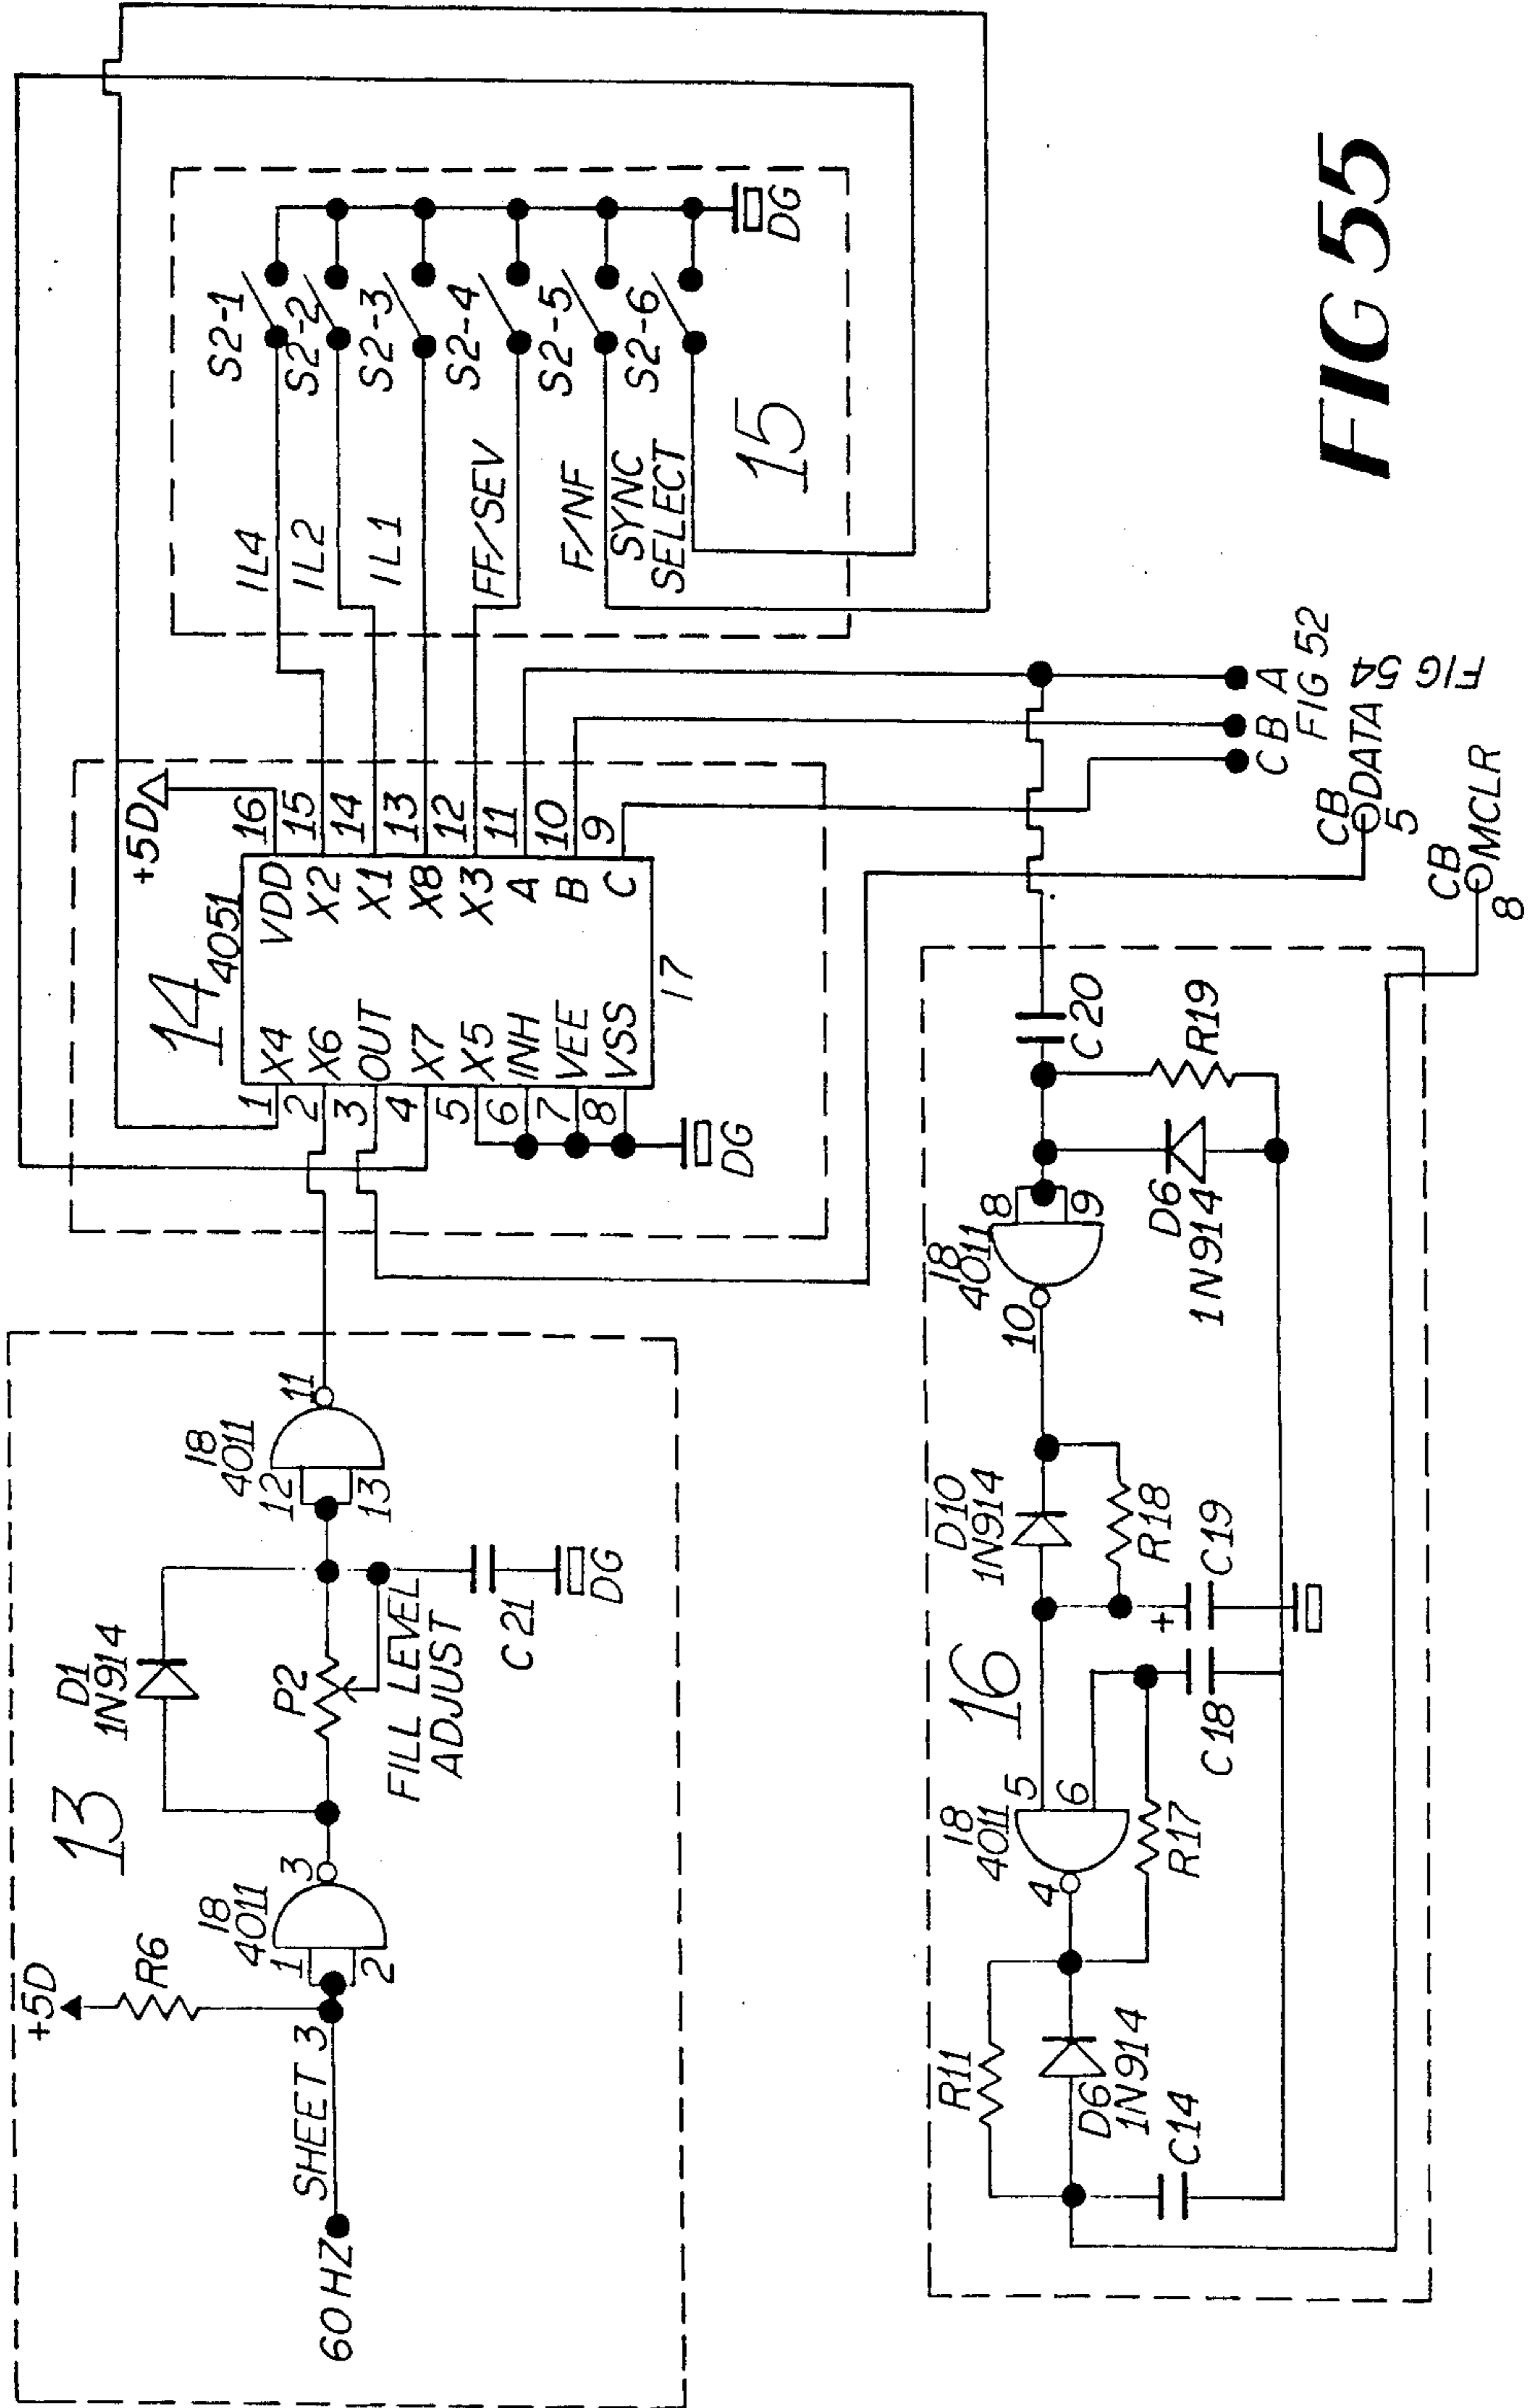 13
60 HZ
SHEET 3
+5D
R6
1
2
18
4011
3
D1
1N914
P2
FILL LEVEL
ADJUST
C21
DG
18
4011
12
13
11
14
4051
+5D
1 X4
2 X6
3 OUT
4 X7
5 X5
6 INH
7 VEE
8 VSS
VDD 16
X2 15
X1 14
X8 13
X3 12
A 11
B 10
C 9
17
DG
IL4
IL2
IL1
FF/SEV
F/NF
SYNC
SELECT
S2-1
S2-2
S2-3
S2-4
S2-5
S2-6
DG
15
C B A
FIG 52
FIG 54
CB
DATA
5
CB
MCLR
8
16
R11
D6
1N914
C14
18
4011
4
5
6
R17
C18
C19
+
D10
1N914
R18
10
18
4011
8
9
D6
1N914
C20
R19
FIG 55